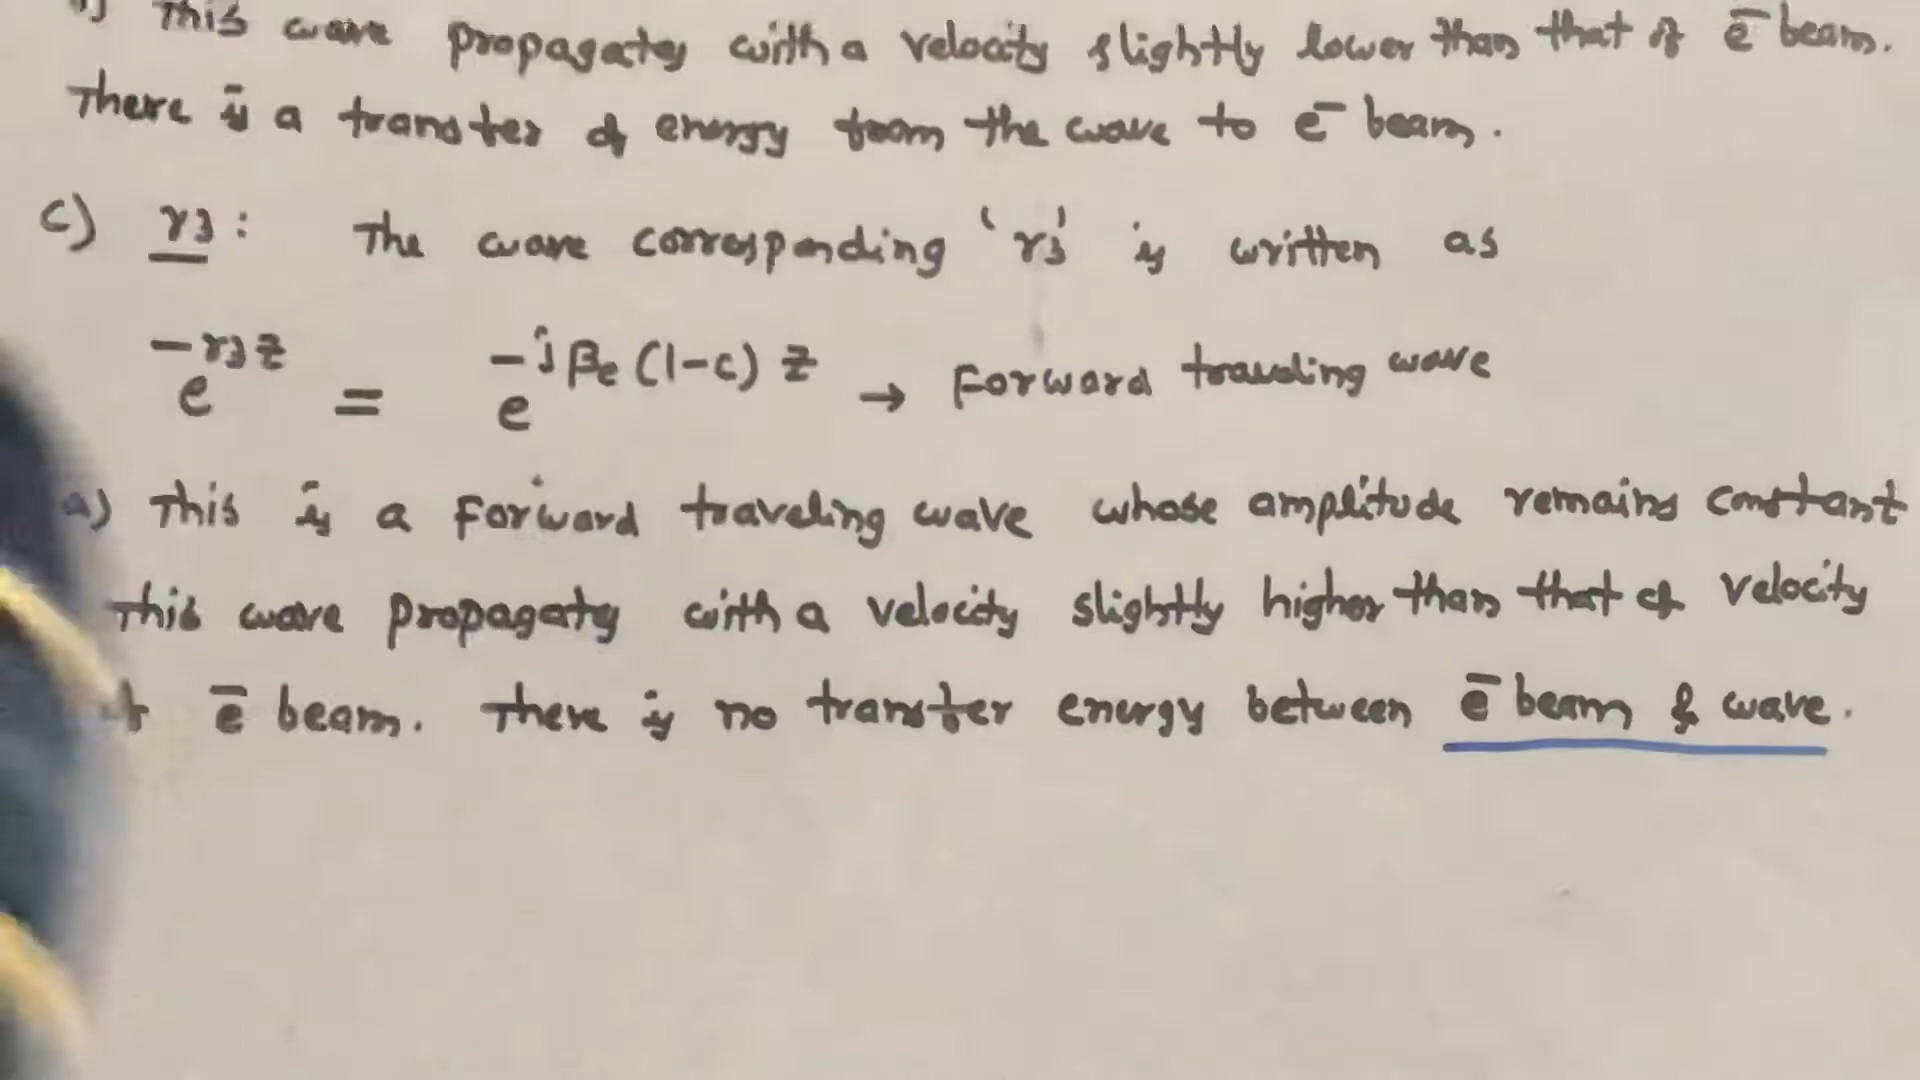 This wave propagates with a velocity slightly lower than that of e⁻ beam.
There is a transfer of energy from the wave to e⁻ beam.
c) γ3: The wave corresponding 'γ3' is written as
e^{-γ3 z} = e^{-jβe(1-c)z} → Forward traveling wave
a) This is a forward traveling wave whose amplitude remains constant
This wave propagates with a velocity slightly higher than that of velocity
e⁻ beam. There is no transfer energy between e⁻ beam & wave.